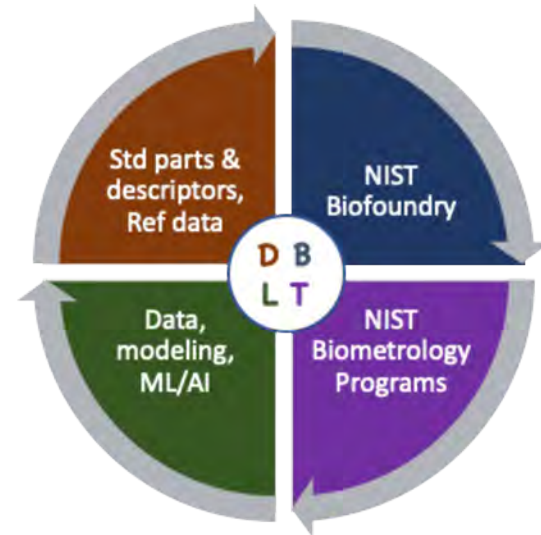 Std parts &
descriptors,
Ref data
NIST
Biofoundry
D B
L T
Data,
modeling,
ML/AI
NIST
Biometrology
Programs